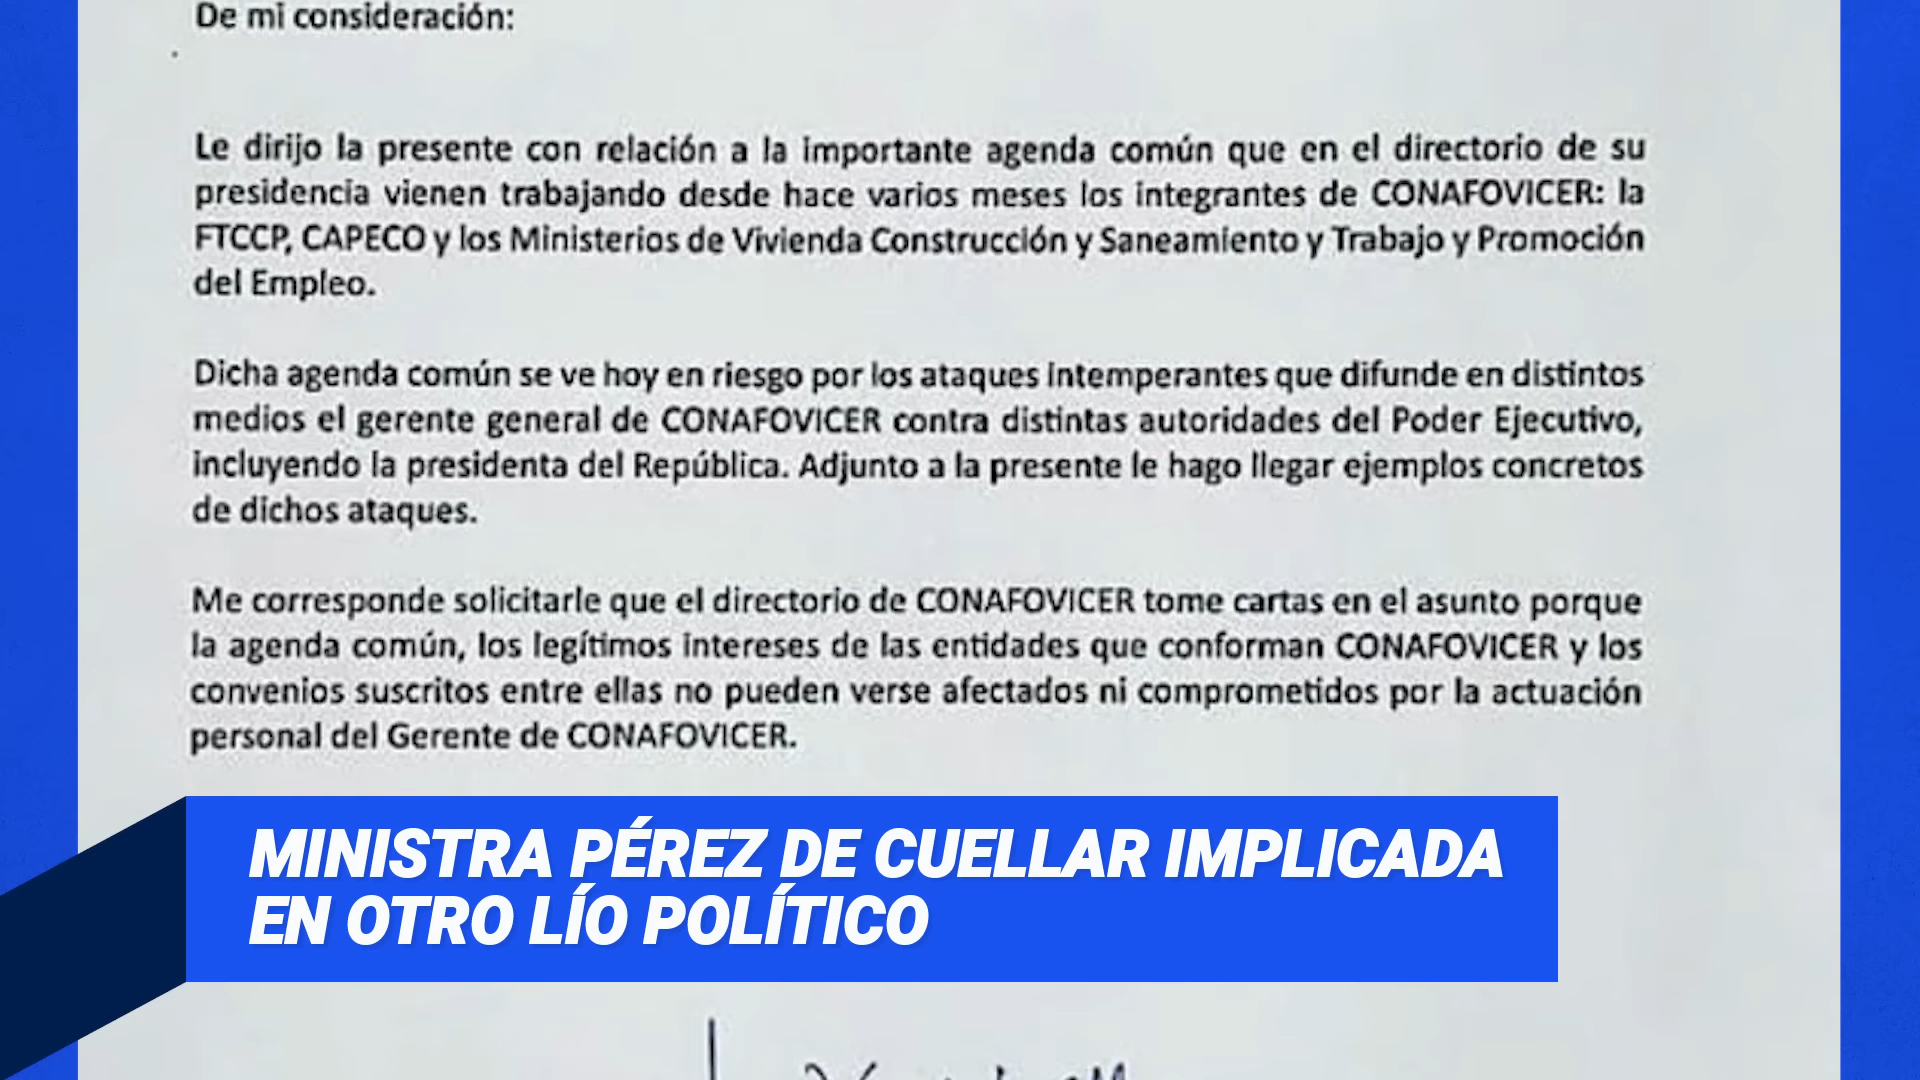 De mi consideración:
Le dirijo la presente con relación a la importante agenda común que en el directorio de su
presidencia vienen trabajando desde hace varios meses los integrantes de CONAFOVICER: la
FTCCP, CAPECO y los Ministerios de Vivienda Construcción y Saneamiento y Trabajo y Promoción
del Empleo.
Dicha agenda común se ve hoy en riesgo por los ataques intemperantes que difunde en distintos
medios el gerente general de CONAFOVICER contra distintas autoridades del Poder Ejecutivo,
incluyendo la presidenta del República. Adjunto a la presente le hago llegar ejemplos concretos
de dichos ataques.
Me corresponde solicitarle que el directorio de CONAFOVICER tome cartas en el asunto porque
la agenda común, los legítimos intereses de las entidades que conforman CONAFOVICER y los
convenios suscritos entre ellas no pueden verse afectados ni comprometidos por la actuación
personal del Gerente de CONAFOVICER.
MINISTRA PÉREZ DE CUELLAR IMPLICADA
EN OTRO LÍO POLÍTICO